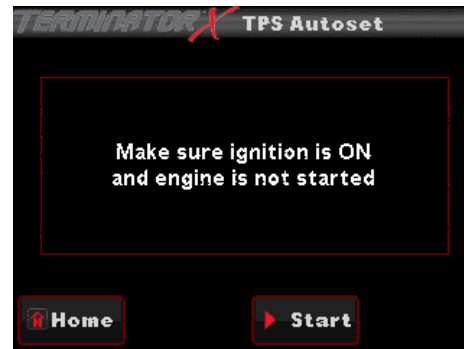 TERMINATOR X TPS Autoset
Make sure ignition is ON
and engine is not started
Home
Start